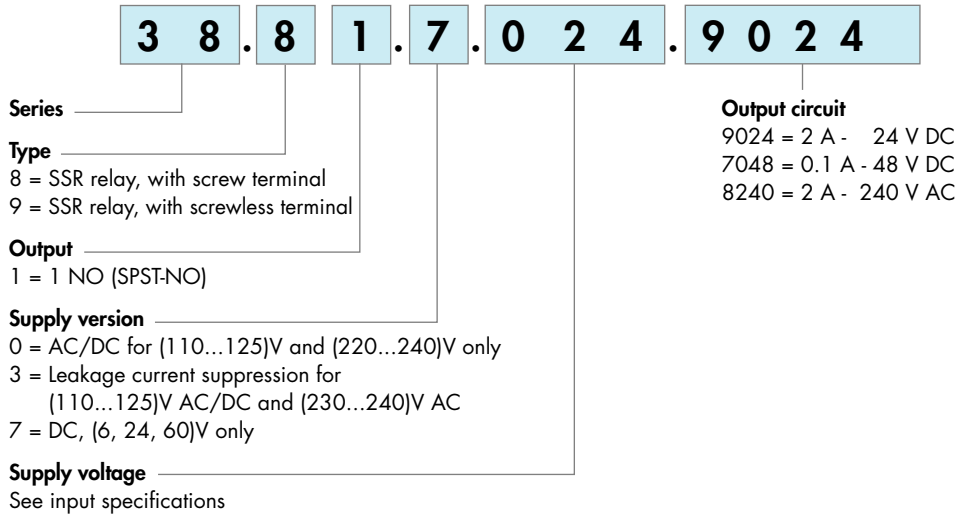 3 8 . 8 1 . 7 . 0 2 4 . 9 0 2 4
Series
Type
8 = SSR relay, with screw terminal
9 = SSR relay, with screwless terminal
Output
1 = 1 NO (SPST-NO)
Supply version
0 = AC/DC for (110...125)V and (220...240)V only
3 = Leakage current suppression for
(110...125)V AC/DC and (230...240)V AC
7 = DC, (6, 24, 60)V only
Supply voltage
See input specifications
Output circuit
9024 = 2 A - 24 V DC
7048 = 0.1 A - 48 V DC
8240 = 2 A - 240 V AC